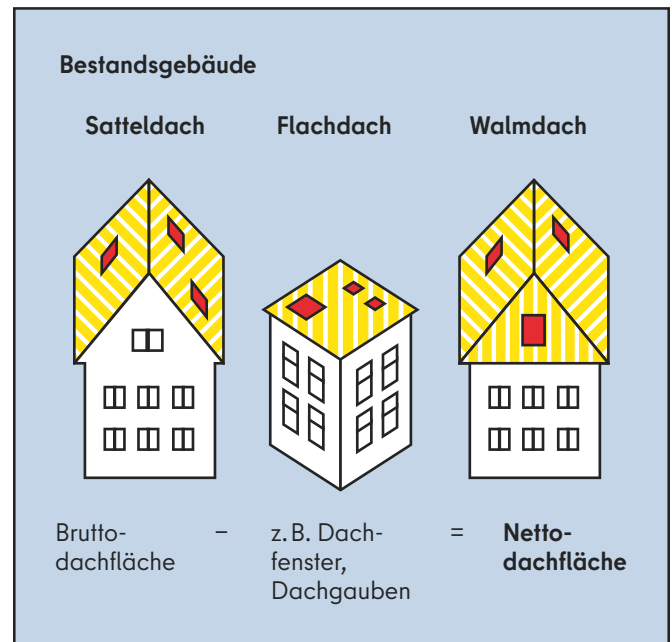 Bestandsgebäude
Satteldach Flachdach Walmdach
Brutto-
dachfläche
–
z. B. Dach-
fenster,
Dachgauben
=
Netto-
dachfläche